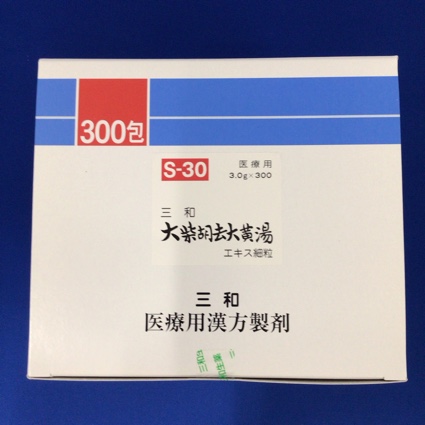 300包
S-30
医療用
3.0g×300
三和
大柴胡去大黄湯
エキス細粒
三和
医療用漢方製剤